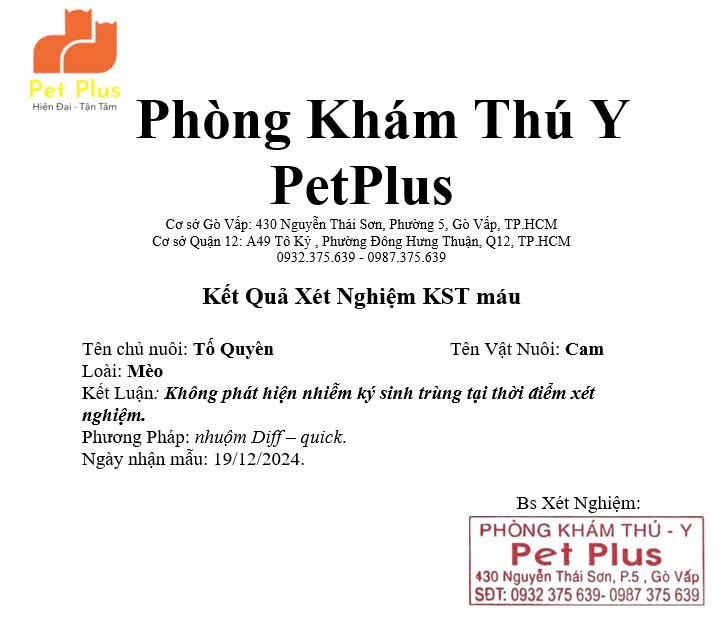 Pet Plus
Hiện Đại - Tận Tâm
Phòng Khám Thú Y
PetPlus
Cơ sở Gò Vấp: 430 Nguyễn Thái Sơn, Phường 5, Gò Vấp, TP.HCM
Cơ sở Quận 12: A49 Tô Ký , Phường Đông Hưng Thuận, Q12, TP.HCM
0932.375.639 - 0987.375.639
Kết Quả Xét Nghiệm KST máu
Tên chủ nuôi: Tố Quyên Tên Vật Nuôi: Cam
Loài: Mèo
Kết Luận: Không phát hiện nhiễm ký sinh trùng tại thời điểm xét
nghiệm.
Phương Pháp: nhuộm Diff – quick.
Ngày nhận mẫu: 19/12/2024.
Bs Xét Nghiệm:
PHÒNG KHÁM THÚ - Y
Pet Plus
430 Nguyễn Thái Sơn, P.5 , Gò Vấp
SĐT: 0932 375 639- 0987 375 639